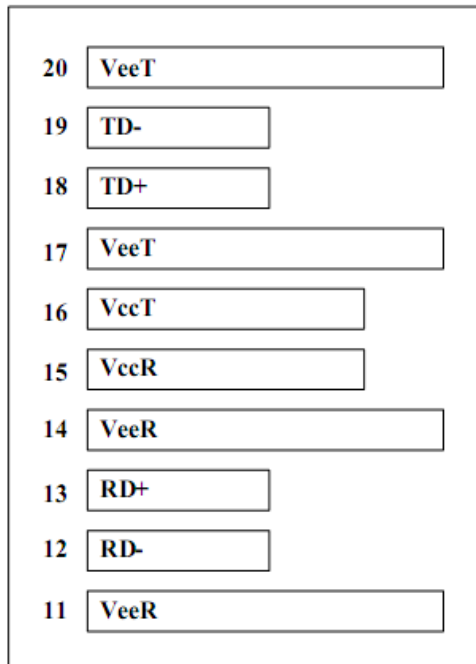 20 VeeT
19 TD-
18 TD+
17 VeeT
16 VccT
15 VccR
14 VeeR
13 RD+
12 RD-
11 VeeR